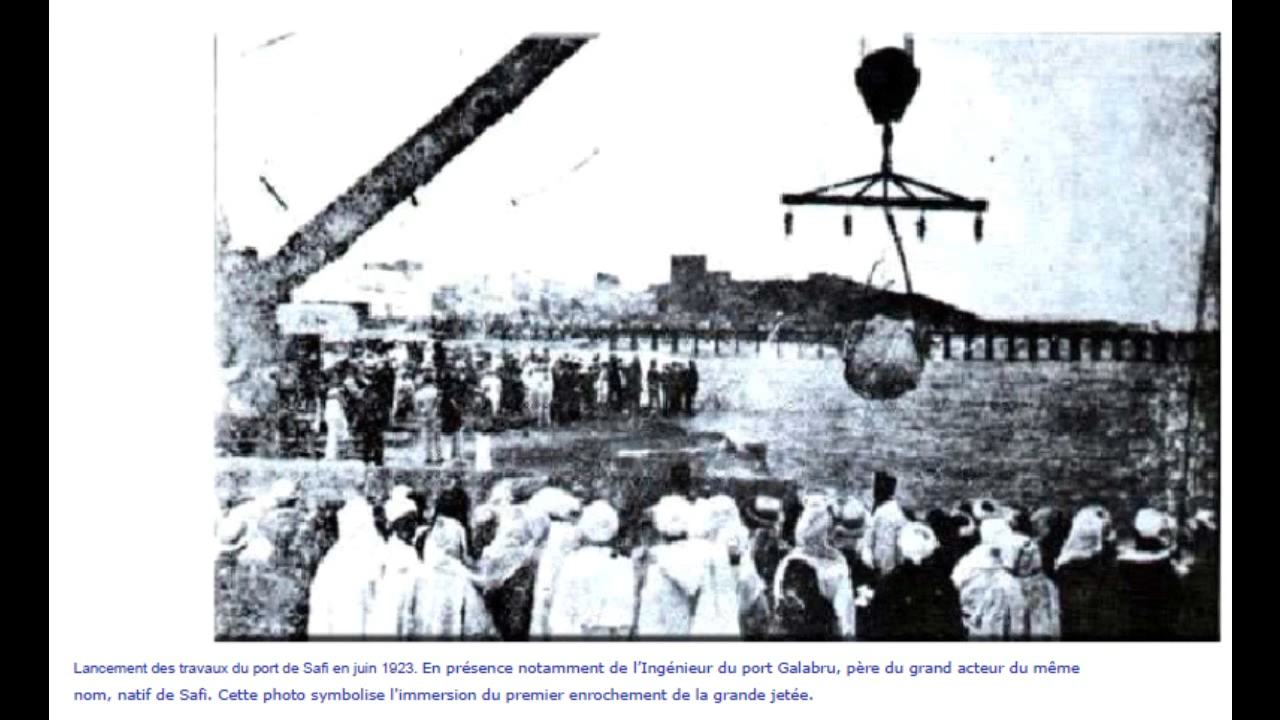 Lancement des travaux du port de Safi en juin 1923. En présence notamment de l'Ingénieur du port Galabru, père du grand acteur du même
nom, natif de Safi. Cette photo symbolise l'immersion du premier enrochement de la grande jetée.